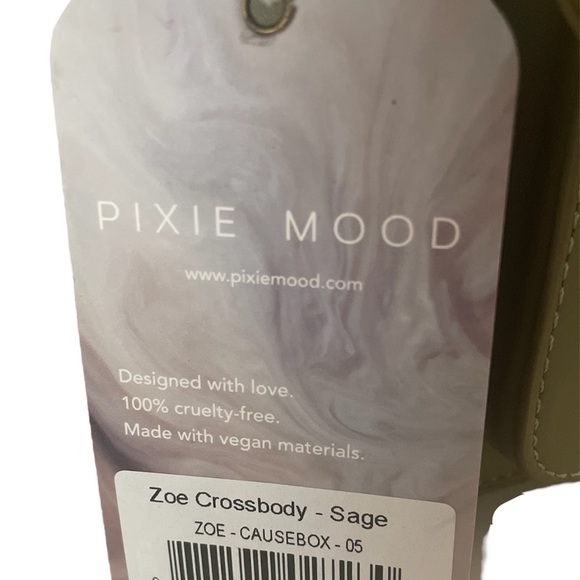 PIXIE MOOD
www.pixiemood.com
Designed with love.
100% cruelty-free.
Made with vegan materials.
Zoe Crossbody - Sage
ZOE - CAUSEBOX - 05